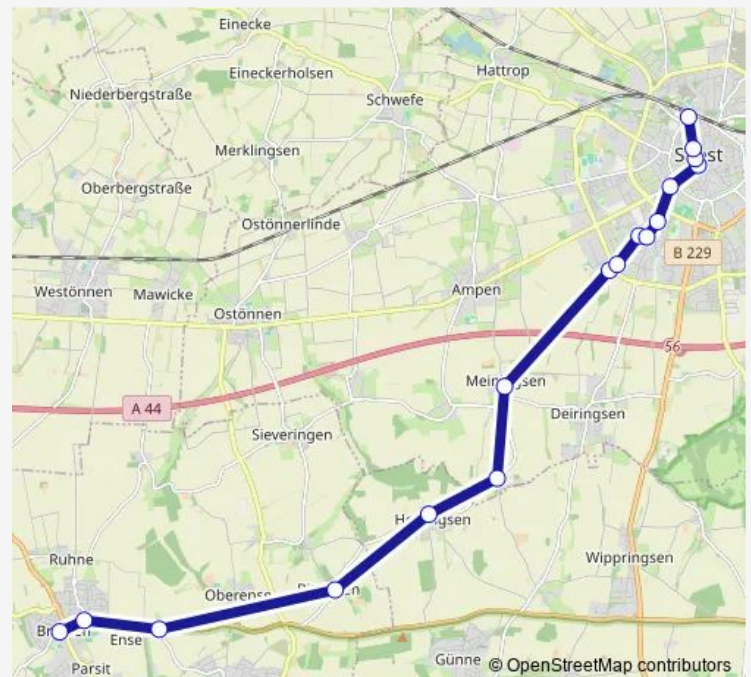 Einecke
Eineckerholsen
Hattrop
Niederbergstraße
Schwefe
Merklingsen
Oberbergstraße
Ostönnerlinde
B 229
Westönnen
Mawicke
Ampen
Ostönnen
56
A 44
Deiringsen
Sieveringen
Ruhne
Wippringsen
Oberense
Ense
Günne
Parsit
© OpenStreetMap contributors